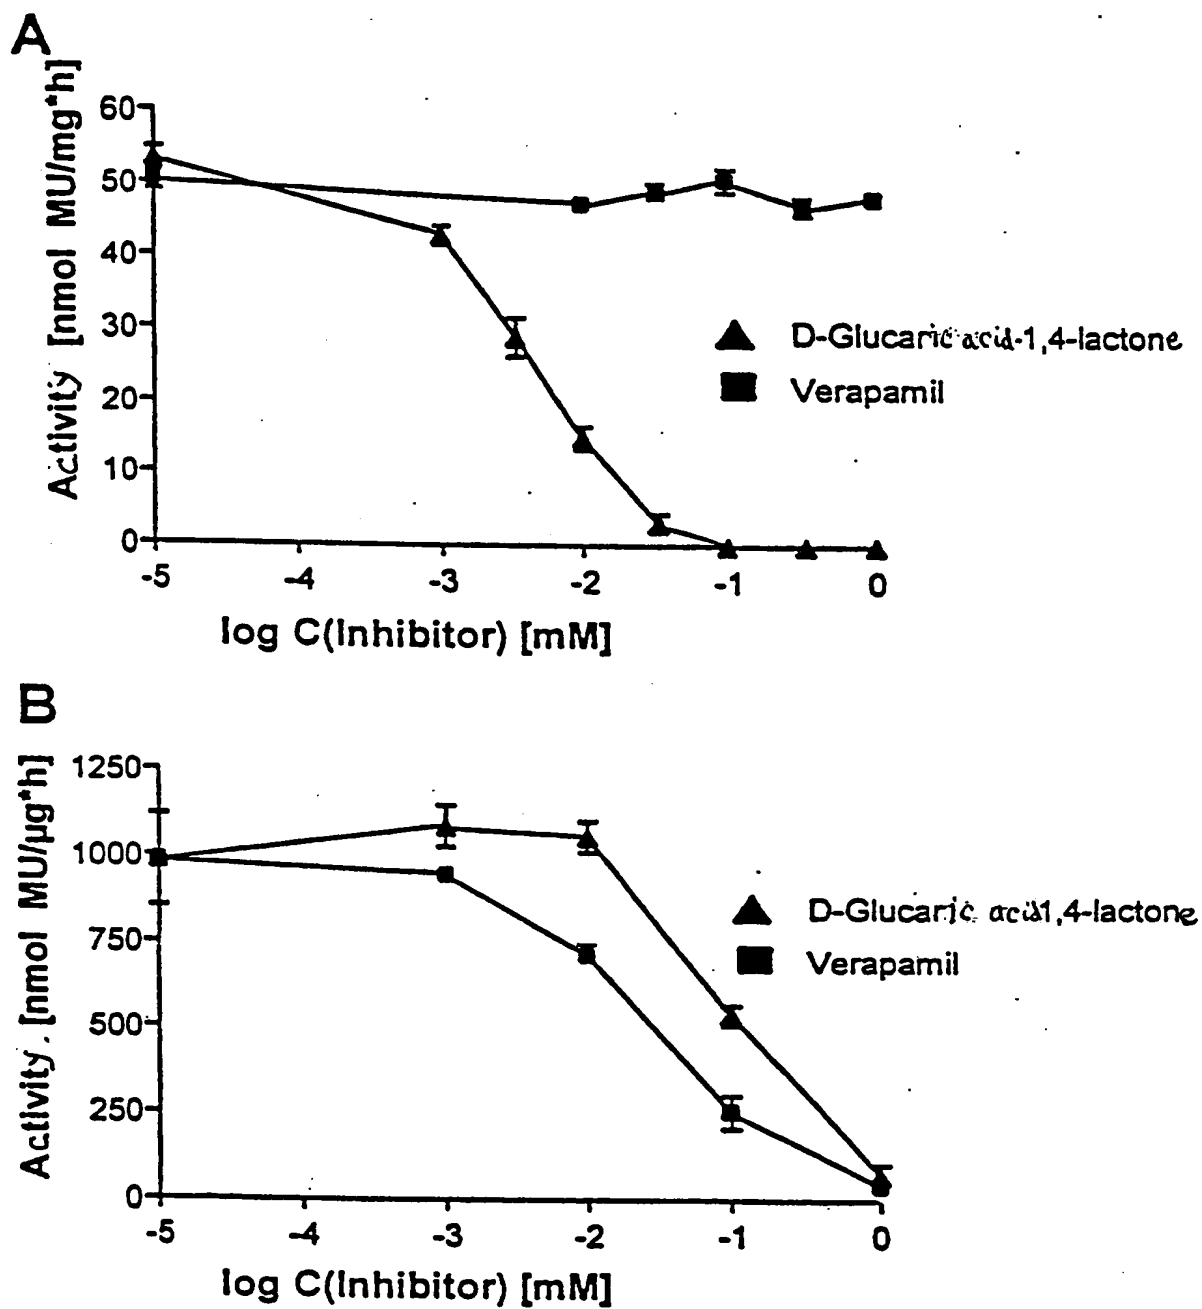 A
Activity [nmol MU/mg*h]
60
50
40
30
20
10
0
-5 -4 -3 -2 -1 0
log C(Inhibitor) [mM]
D-Glucaric acid-1,4-lactone
Verapamil
B
Activity. [nmol MU/µg*h]
1250
1000
750
500
250
0
-5 -4 -3 -2 -1 0
log C(Inhibitor) [mM]
D-Glucaric acid1,4-lactone
Verapamil